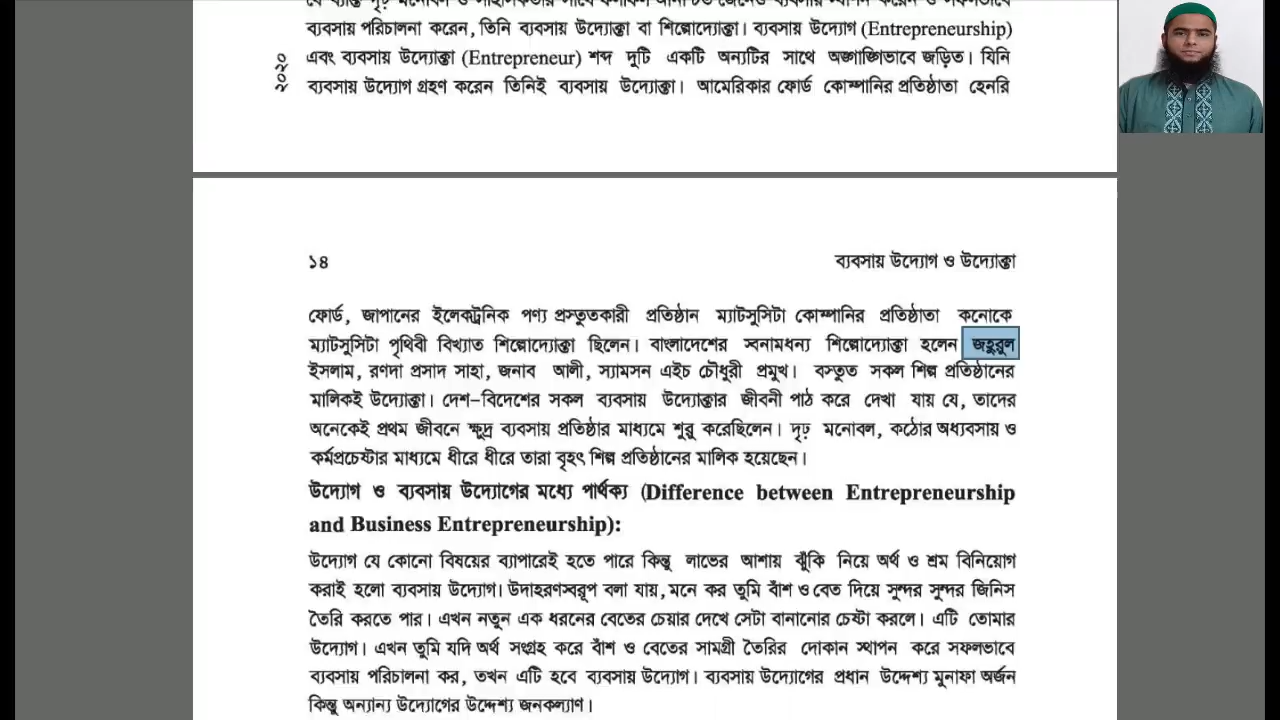 ব্যবসায় পরিচালনা করেন, তিনি ব্যবসায় উদ্যোক্তা বা শিল্পোদ্যোক্তা। ব্যবসায় উদ্যোগ (Entrepreneurship)
এবং ব্যবসায় উদ্যোক্তা (Entrepreneur) শব্দ দুটি একটি অন্যটির সাথে অঙ্গাঙ্গিভাবে জড়িত। যিনি
২০২০
ব্যবসায় উদ্যোগ গ্রহণ করেন তিনিই ব্যবসায় উদ্যোক্তা। আমেরিকার ফোর্ড কোম্পানির প্রতিষ্ঠাতা হেনরি
১৪
ব্যবসায় উদ্যোগ ও উদ্যোক্তা
ফোর্ড, জাপানের ইলেকট্রনিক পণ্য প্রস্তুতকারী প্রতিষ্ঠান ম্যাটসুসিটা কোম্পানির প্রতিষ্ঠাতা কনোকে
ম্যাটসুসিটা পৃথিবী বিখ্যাত শিল্পোদ্যোক্তা ছিলেন। বাংলাদেশের স্বনামধন্য শিল্পোদ্যোক্তা হলেন জহুরুল
ইসলাম, রণদা প্রসাদ সাহা, জনাব আলী, স্যামসন এইচ চৌধুরী প্রমুখ। বস্তুত সকল শিল্প প্রতিষ্ঠানের
মালিকই উদ্যোক্তা। দেশ-বিদেশের সকল ব্যবসায় উদ্যোক্তার জীবনী পাঠ করে দেখা যায় যে, তাদের
অনেকেই প্রথম জীবনে ক্ষুদ্র ব্যবসায় প্রতিষ্ঠার মাধ্যমে শুরু করেছিলেন। দৃঢ় মনোবল, কঠোর অধ্যবসায় ও
কর্মপ্রচেষ্টার মাধ্যমে ধীরে ধীরে তারা বৃহৎ শিল্প প্রতিষ্ঠানের মালিক হয়েছেন।
উদ্যোগ ও ব্যবসায় উদ্যোগের মধ্যে পার্থক্য (Difference between Entrepreneurship
and Business Entrepreneurship):
উদ্যোগ যে কোনো বিষয়ের ব্যাপারেই হতে পারে কিন্তু লাভের আশায় ঝুঁকি নিয়ে অর্থ ও শ্রম বিনিয়োগ
করাই হলো ব্যবসায় উদ্যোগ। উদাহরণস্বরূপ বলা যায়, মনে কর তুমি বাঁশ ও বেত দিয়ে সুন্দর সুন্দর জিনিস
তৈরি করতে পার। এখন নতুন এক ধরনের বেতের চেয়ার দেখে সেটা বানানোর চেষ্টা করলে। এটি তোমার
উদ্যোগ। এখন তুমি যদি অর্থ সংগ্রহ করে বাঁশ ও বেতের সামগ্রী তৈরির দোকান স্থাপন করে সফলভাবে
ব্যবসায় পরিচালনা কর, তখন এটি হবে ব্যবসায় উদ্যোগ। ব্যবসায় উদ্যোগের প্রধান উদ্দেশ্য মুনাফা অর্জন
কিন্তু অন্যান্য উদ্যোগের উদ্দেশ্য জনকল্যাণ।